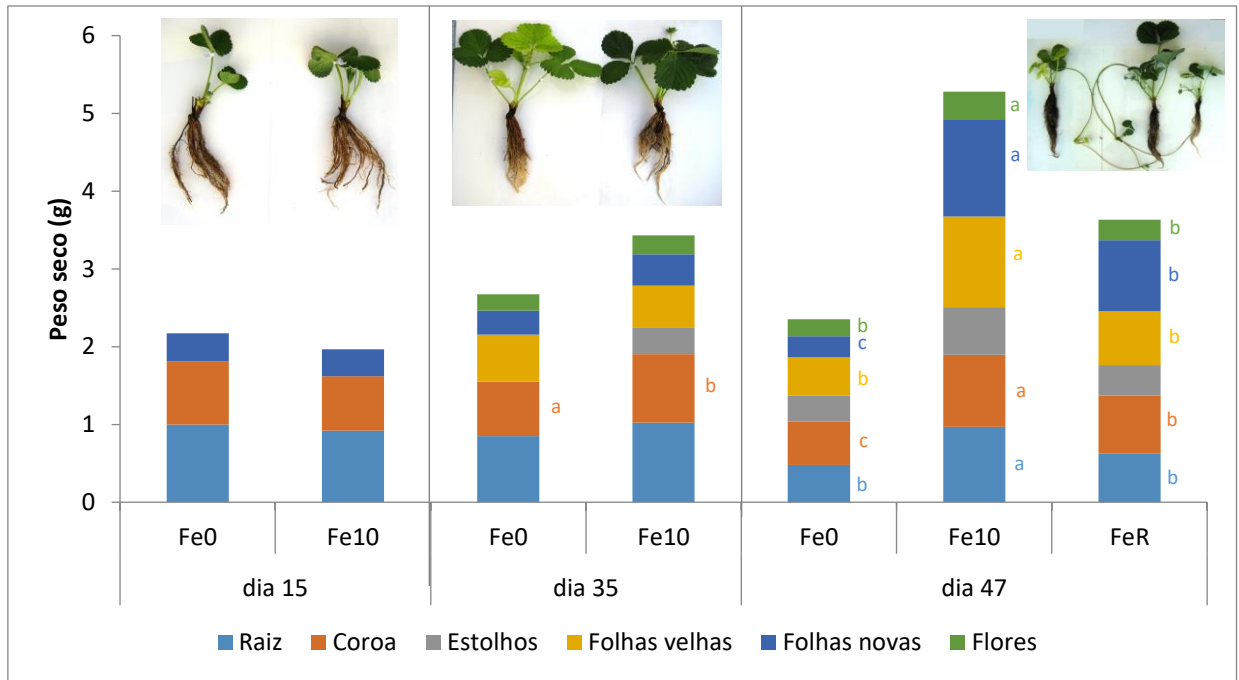 Peso seco (g)
6
5
4
3
2
1
0
a
b
b
c
b
c
b
a
a
a
a
a
b
b
b
b
b
Fe0 Fe10 Fe0 Fe10 Fe0 Fe10 FeR
dia 15 dia 35 dia 47
Raiz Coroa Estolhos Folhas velhas Folhas novas Flores